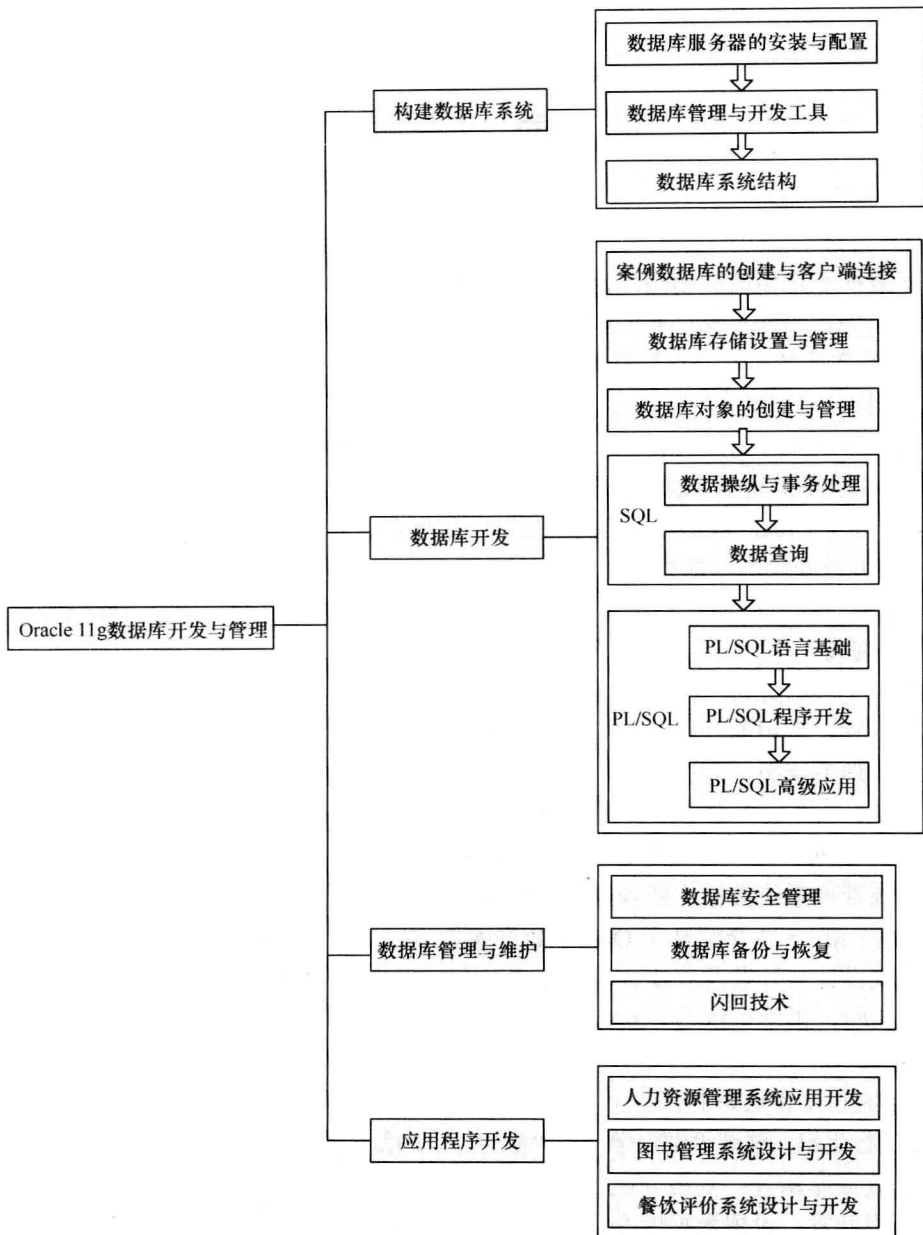 Oracle 11g数据库开发与管理
构建数据库系统
数据库服务器的安装与配置
数据库管理与开发工具
数据库系统结构
数据库开发
案例数据库的创建与客户端连接
数据库存储设置与管理
数据库对象的创建与管理
SQL
数据操纵与事务处理
数据查询
PL/SQL
PL/SQL语言基础
PL/SQL程序开发
PL/SQL高级应用
数据库管理与维护
数据库安全管理
数据库备份与恢复
闪回技术
应用程序开发
人力资源管理系统应用开发
图书管理系统设计与开发
餐饮评价系统设计与开发